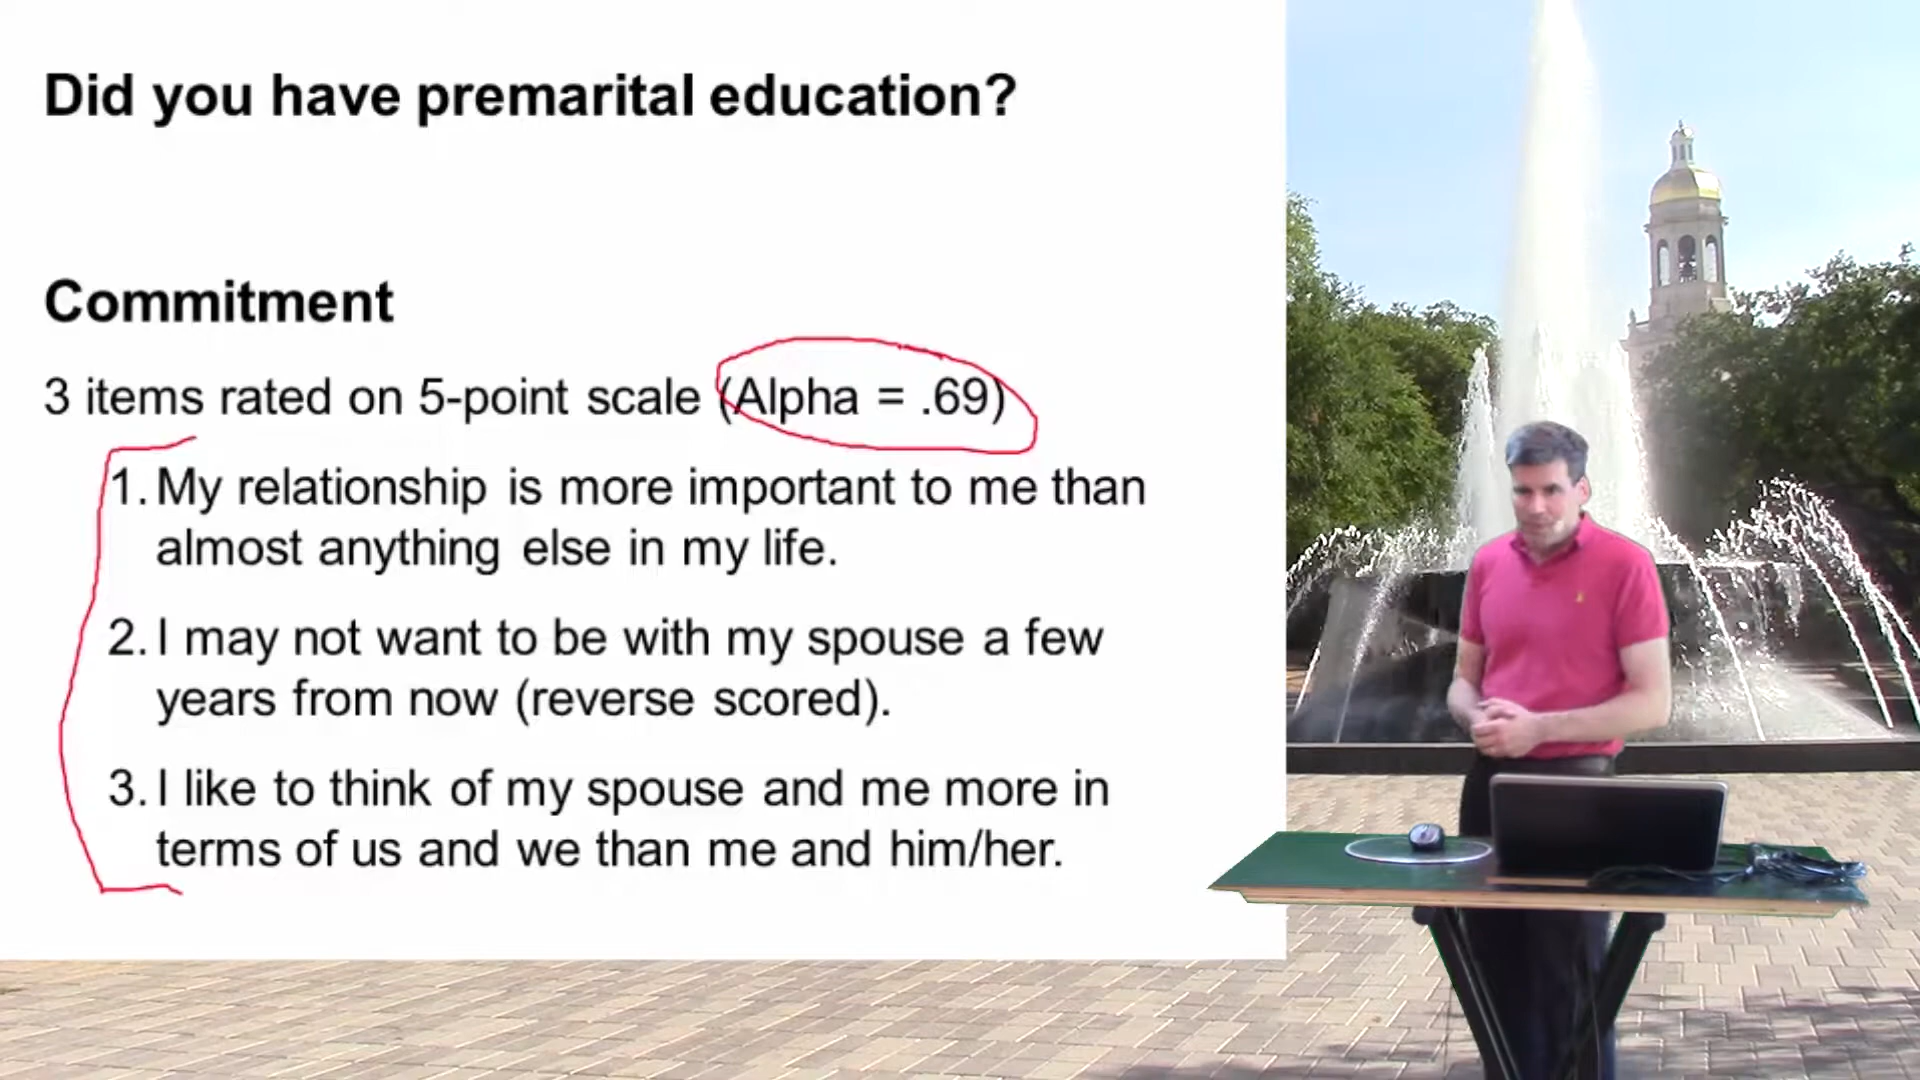 Did you have premarital education?
Commitment
3 items rated on 5-point scale (Alpha = .69)
1. My relationship is more important to me than
almost anything else in my life.
2. I may not want to be with my spouse a few
years from now (reverse scored).
3. I like to think of my spouse and me more in
terms of us and we than me and him/her.